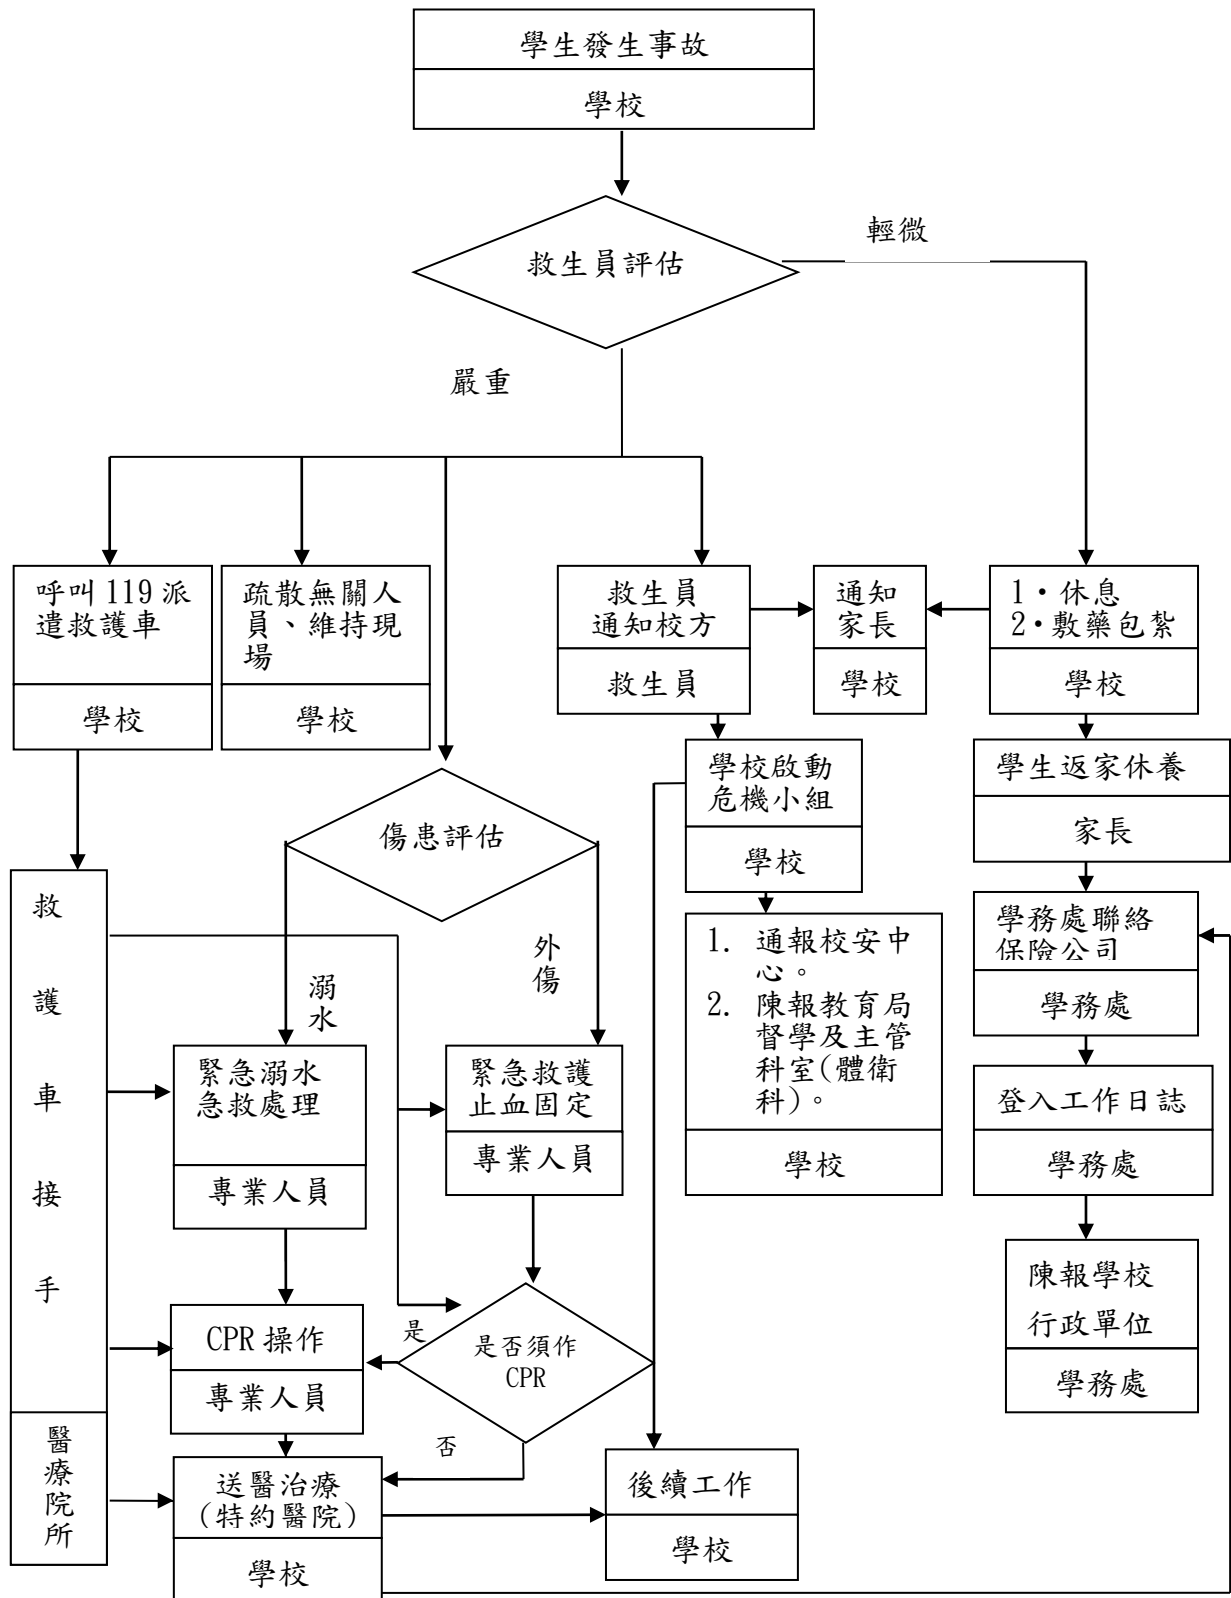 學生發生事故
學校
救生員評估
輕微
嚴重
呼叫119派
遣救護車
學校
疏散無關人
員、維持現
場
學校
救生員
通知校方
救生員
通知
家長
學校
1·休息
2·敷藥包紮
學校
學校啟動
危機小組
學校
學生返家休養
家長
傷患評估
溺水
外傷
救護車接手
醫療院所
1. 通報校安中
心。
2. 陳報教育局
督學及主管
科室(體衛
科)。
學校
學務處聯絡
保險公司
學務處
緊急溺水
急救處理
專業人員
緊急救護
止血固定
專業人員
登入工作日誌
學務處
陳報學校
行政單位
學務處
CPR操作
專業人員
是
是否須作
CPR
否
送醫治療
(特約醫院)
學校
後續工作
學校